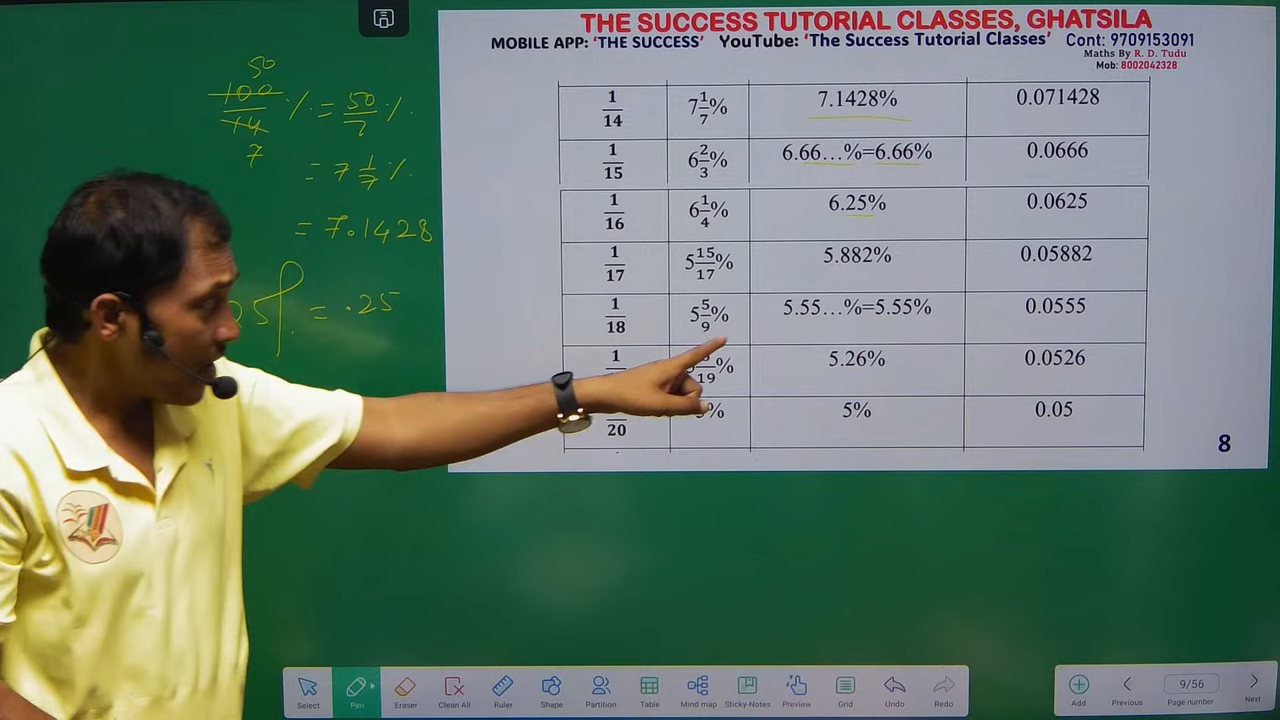 THE SUCCESS TUTORIAL CLASSES, GHATSILA
MOBILE APP: ‘THE SUCCESS’ YouTube: ‘The Success Tutorial Classes’ Cont: 9709153091
Maths By R. D. Tudu
Mob: 8002042328
1/14 7 1/7% 7.1428% 0.071428
1/15 6 2/3% 6.66...%=6.66% 0.0666
1/16 6 1/4% 6.25% 0.0625
1/17 5 15/17% 5.882% 0.05882
1/18 5 5/9% 5.55...%=5.55% 0.0555
1 19% 5.26% 0.0526
20 % 5% 0.05
8
50
100/14 % = 50/7 %
7
= 7 1/7 %
= 7.1428
= .25
Select Pen Eraser Clean All Ruler Shape Partition Table Mind map Sticky-Notes Preview Grid Undo Redo
Add Previous 9/56 Page number Next